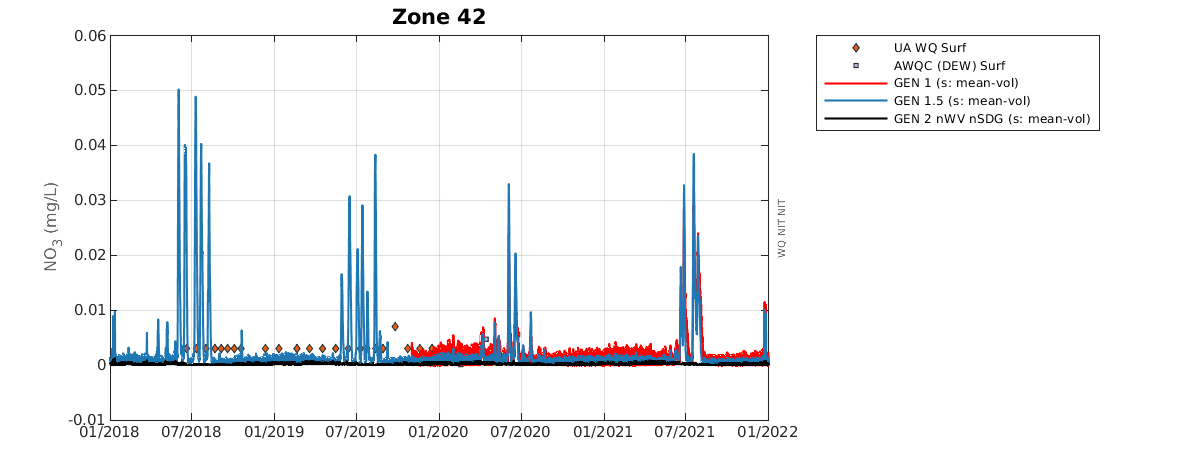 Zone 42
0.06
0.05
0.04
0.03
0.02
0.01
0
-0.01
NO3 (mg/L)
01/2018 07/2018 01/2019 07/2019 01/2020 07/2020 01/2021 07/2021 01/2022
WQ NIT NIT
UA WQ Surf
AWQC (DEW) Surf
GEN 1 (s: mean-vol)
GEN 1.5 (s: mean-vol)
GEN 2 nWV nSDG (s: mean-vol)